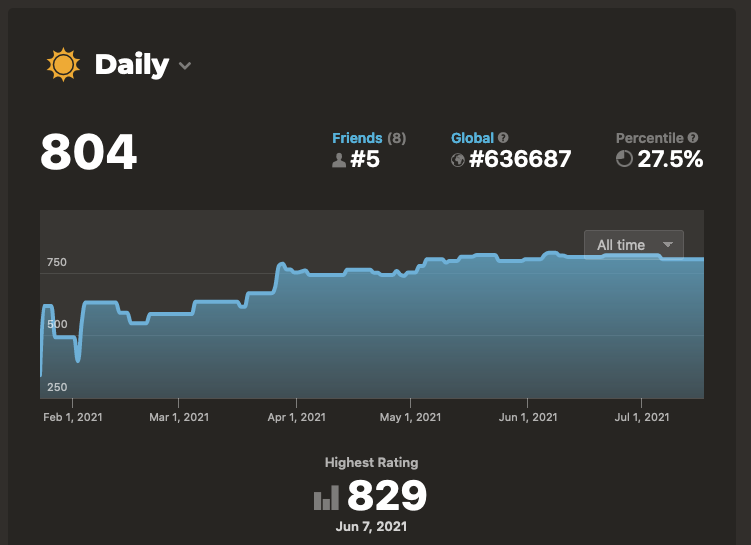 Daily
804
Friends (8)
#5
Global
#636687
Percentile
27.5%
All time
750
500
250
Feb 1, 2021 Mar 1, 2021 Apr 1, 2021 May 1, 2021 Jun 1, 2021 Jul 1, 2021
Highest Rating
829
Jun 7, 2021